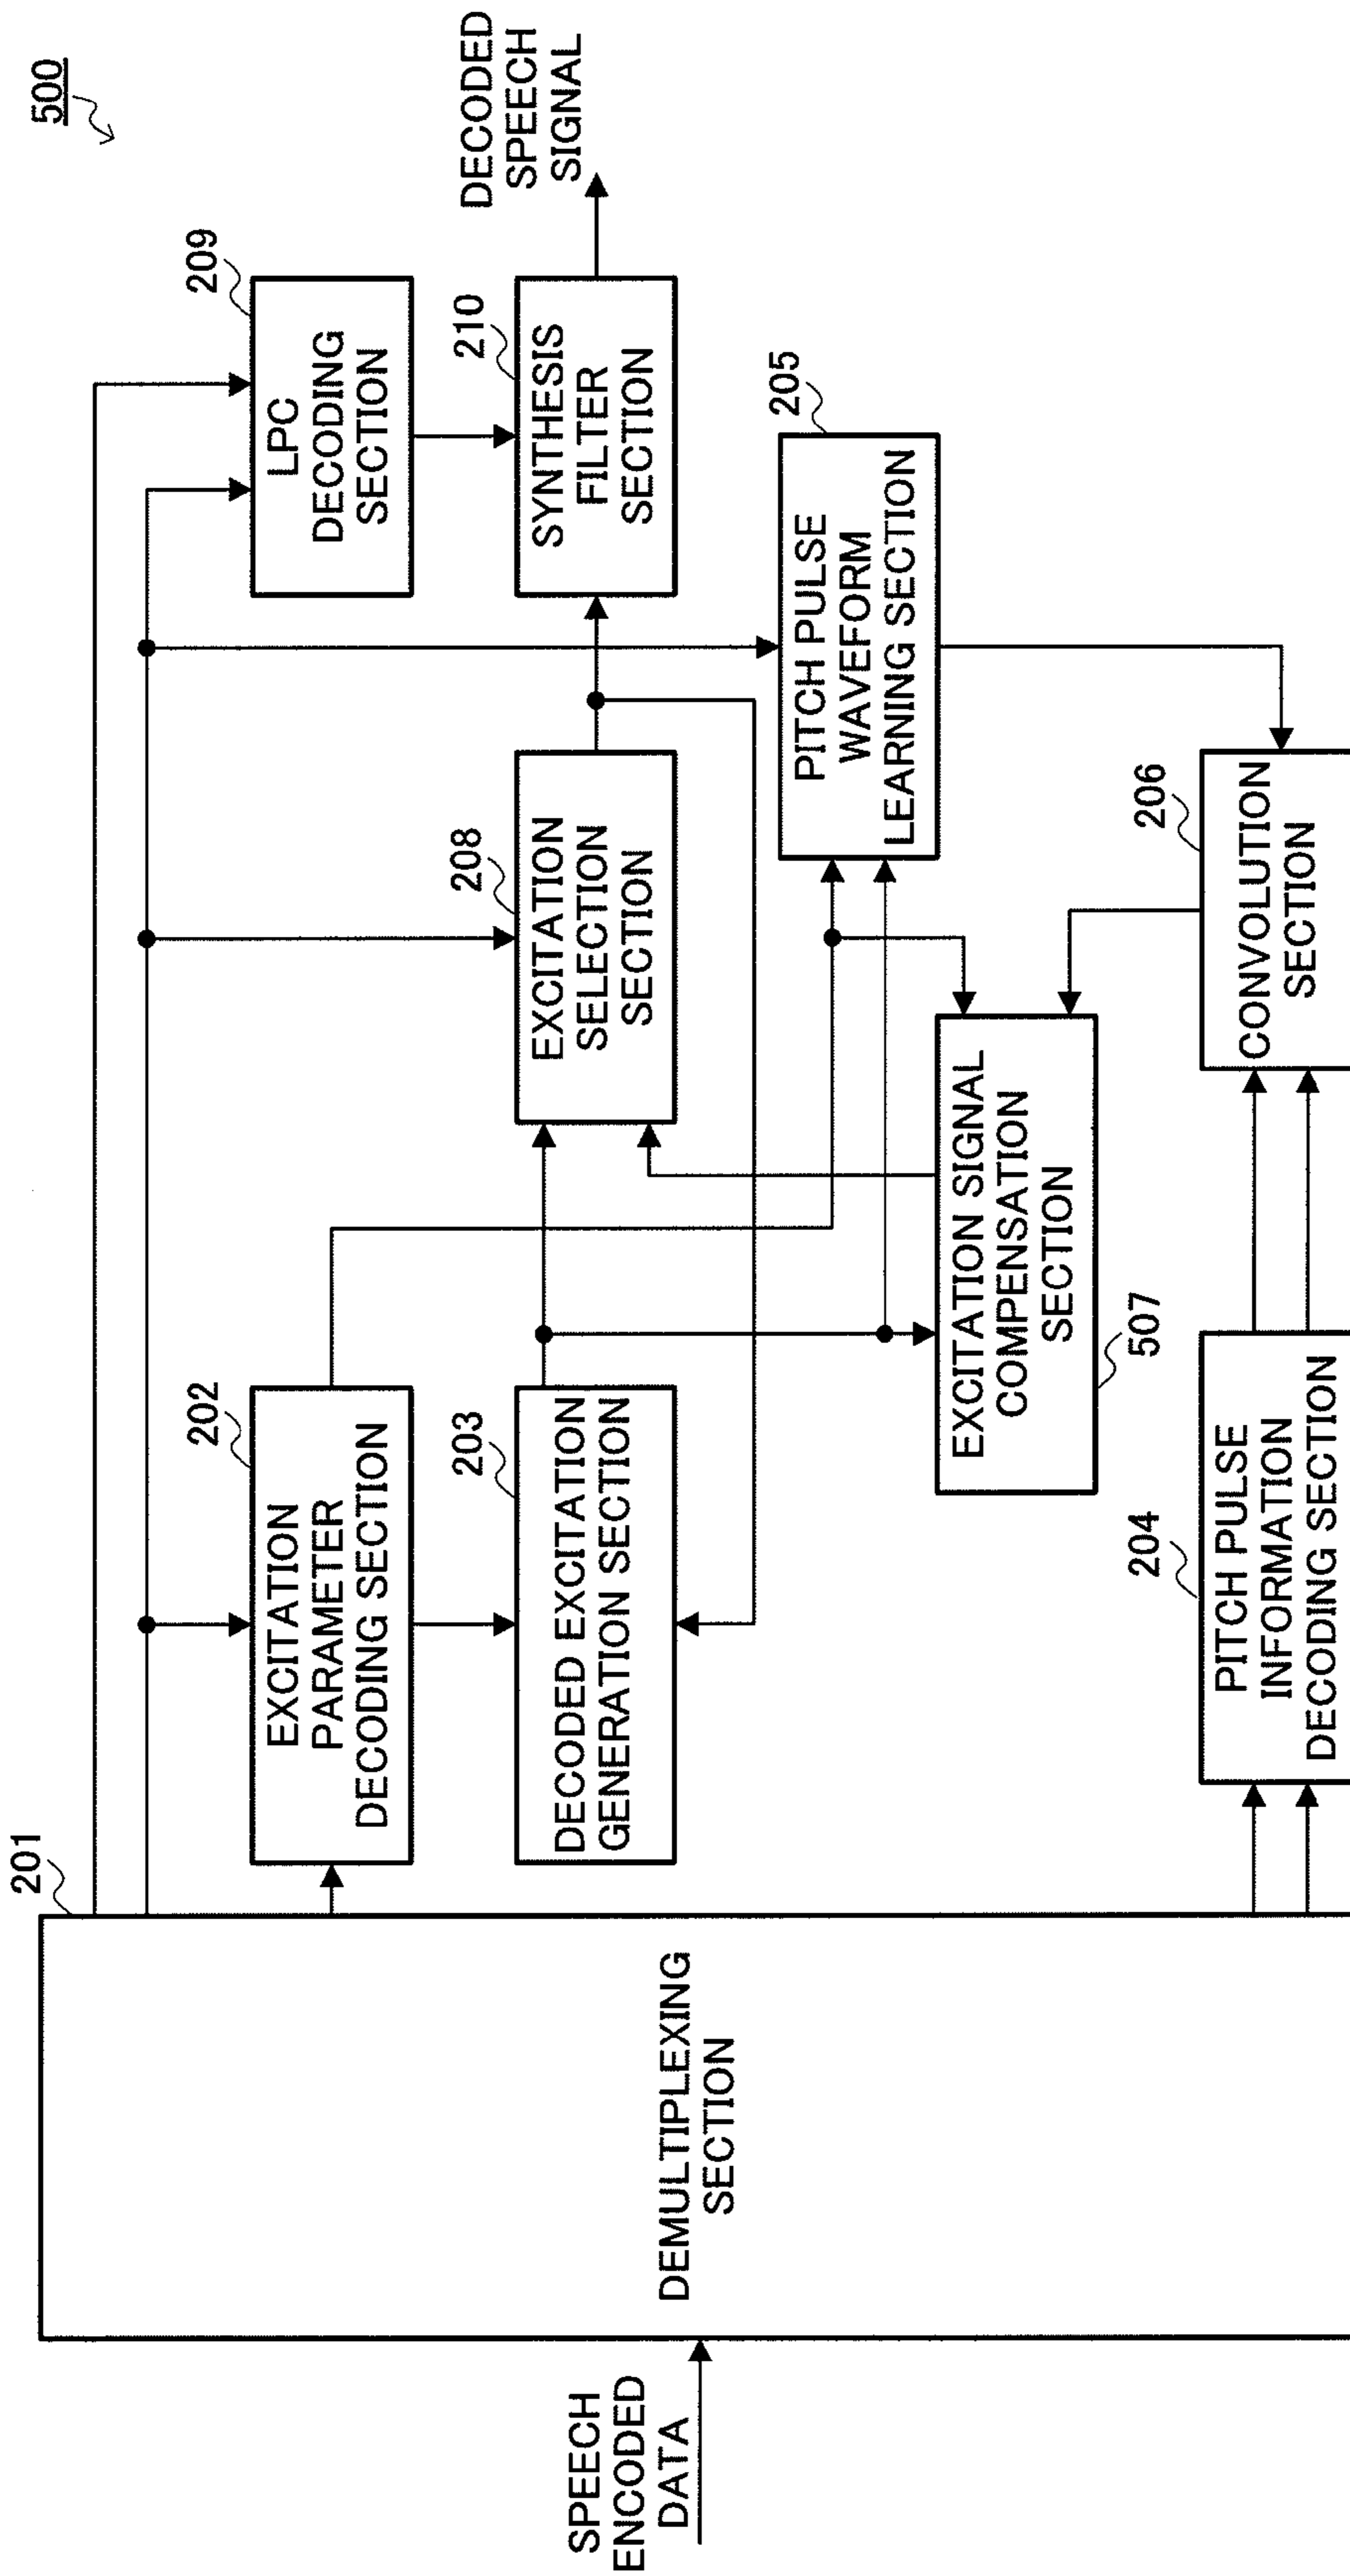 500
201
SPEECH
ENCODED
DATA
DEMULTIPLEXING
SECTION
202
EXCITATION
PARAMETER
DECODING SECTION
203
DECODED EXCITATION
GENERATION SECTION
208
EXCITATION
SELECTION
SECTION
209
LPC
DECODING
SECTION
210
SYNTHESIS
FILTER
SECTION
DECODED
SPEECH
SIGNAL
205
PITCH PULSE
WAVEFORM
LEARNING SECTION
EXCITATION SIGNAL
COMPENSATION
SECTION
507
204
PITCH PULSE
INFORMATION
DECODING SECTION
206
CONVOLUTION
SECTION